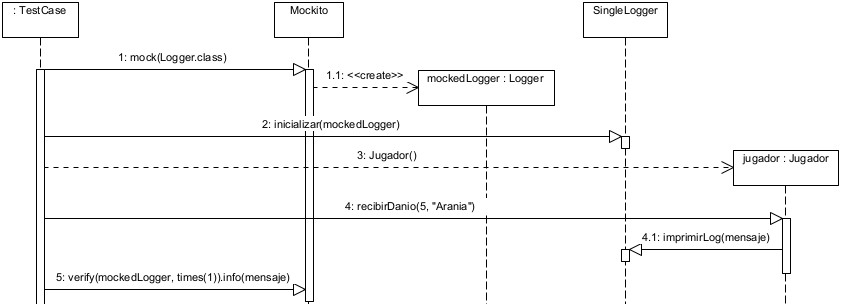 : TestCase
Mockito
SingleLogger
1: mock(Logger.class)
1.1: <<create>>
mockedLogger : Logger
2: inicializar(mockedLogger)
3: Jugador()
jugador : Jugador
4: recibirDanio(5, "Arania")
4.1: imprimirLog(mensaje)
5: verify(mockedLogger, times(1)).info(mensaje)